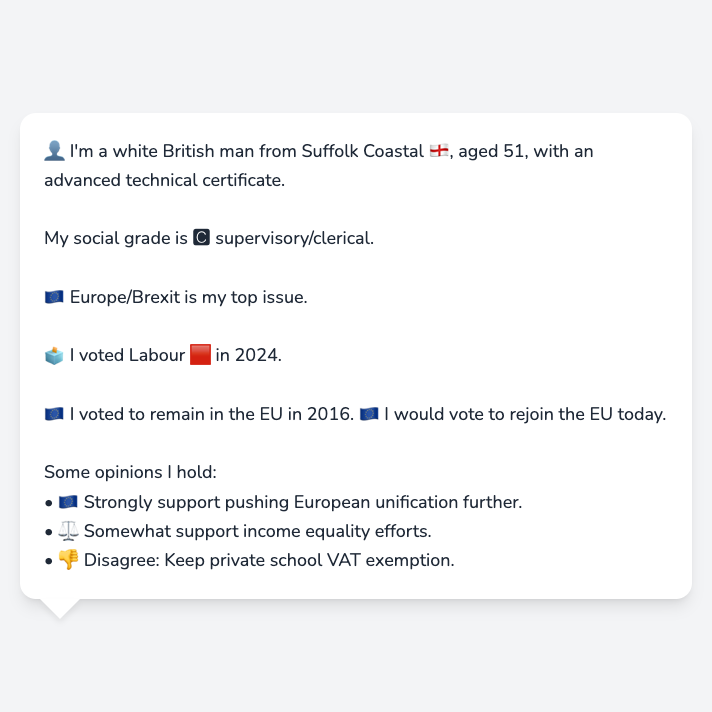 👤 I'm a white British man from Suffolk Coastal 🏴󠁧󠁢󠁥󠁮󠁧󠁿, aged 51, with an
advanced technical certificate.
My social grade is 🅲 supervisory/clerical.
🇪🇺 Europe/Brexit is my top issue.
🗳️ I voted Labour 🟥 in 2024.
🇪🇺 I voted to remain in the EU in 2016. 🇪🇺 I would vote to rejoin the EU today.
Some opinions I hold:
• 🇪🇺 Strongly support pushing European unification further.
• ⚖️ Somewhat support income equality efforts.
• 👎 Disagree: Keep private school VAT exemption.